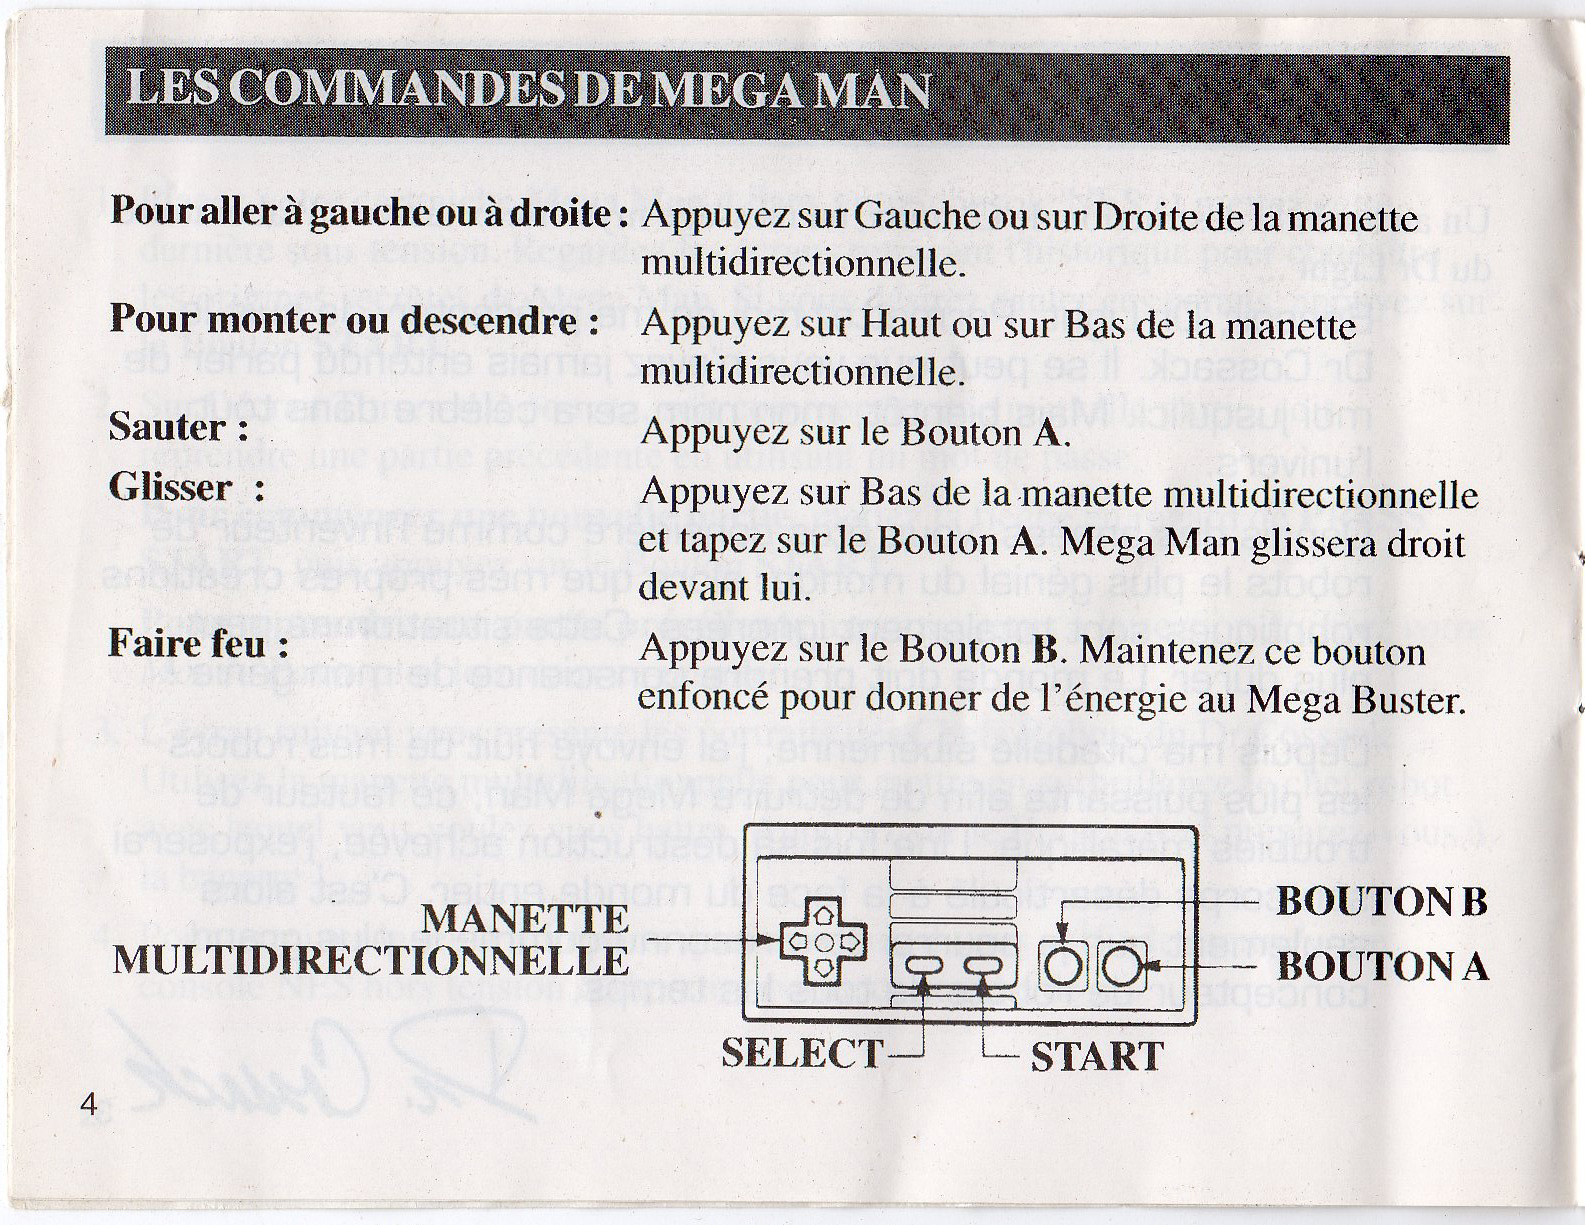 LES COMMANDES DE MEGA MAN
Pour aller à gauche ou à droite : Appuyez sur Gauche ou sur Droite de la manette
multidirectionnelle.
Pour monter ou descendre : Appuyez sur Haut ou sur Bas de la manette
multidirectionnelle.
Sauter : Appuyez sur le Bouton A.
Glisser : Appuyez sur Bas de la manette multidirectionnelle
et tapez sur le Bouton A. Mega Man glissera droit
devant lui.
Faire feu : Appuyez sur le Bouton B. Maintenez ce bouton
enfoncé pour donner de l'énergie au Mega Buster.
MANETTE
MULTIDIRECTIONNELLE
BOUTON B
BOUTON A
SELECT
START
4